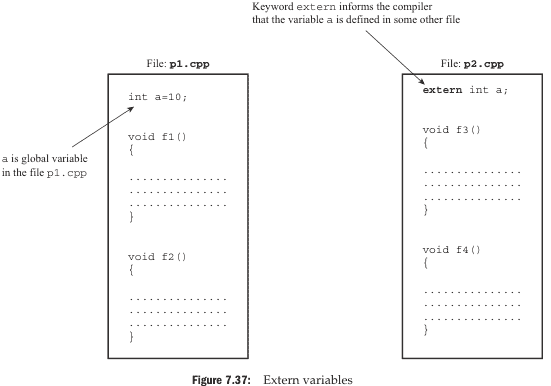 Keyword extern informs the compiler
that the variable a is defined in some other file
File: p1.cpp
int a=10;
void f1()
{
...............
...............
...............
}
void f2()
{
...............
...............
...............
}
a is global variable
in the file p1.cpp
File: p2.cpp
extern int a;
void f3()
{
...............
...............
...............
}
void f4()
{
...............
...............
...............
}
Figure 7.37: Extern variables